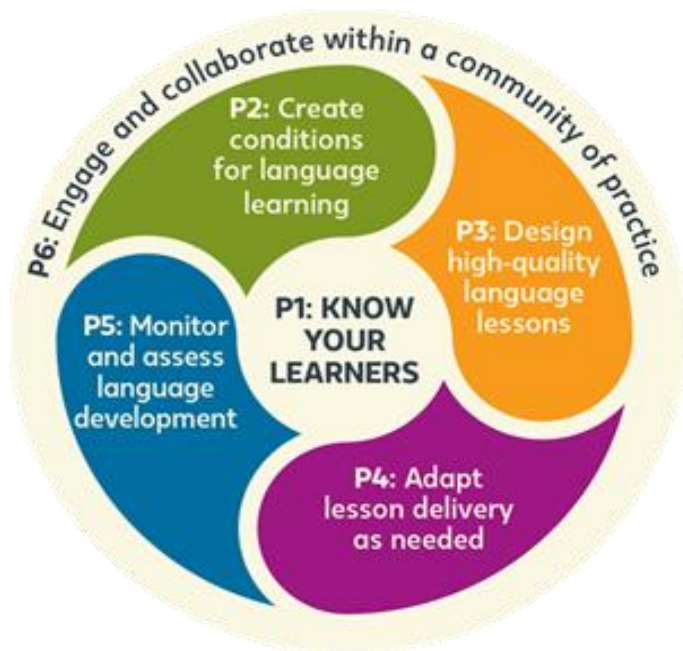 P6: Engage and collaborate within a community of practice
P2: Create
conditions
for language
learning
P3: Design
high-quality
language
lessons
P1: KNOW
YOUR
LEARNERS
P5: Monitor
and assess
language
development
P4: Adapt
lesson delivery
as needed